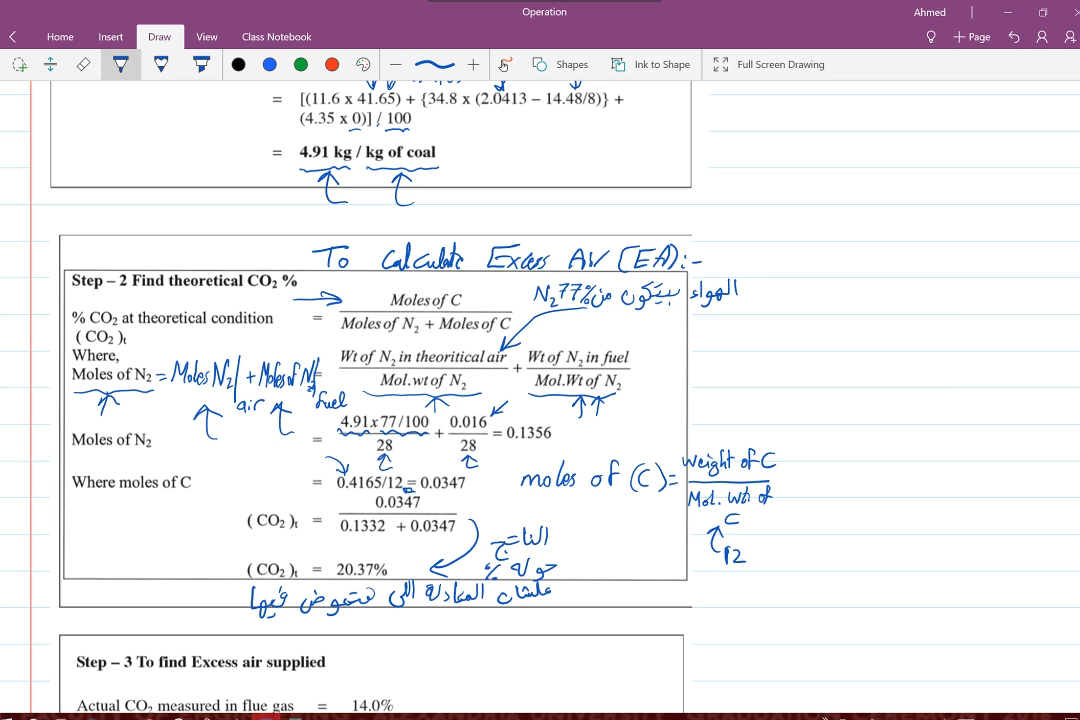 Operation
Ahmed
Home Insert Draw View Class Notebook
Page
Shapes Ink to Shape Full Screen Drawing
= [(11.6 x 41.65) + {34.8 x (2.0413 – 14.48/8)} +
(4.35 x 0)] / 100
= 4.91 kg / kg of coal
To Calculate Excess Air (EA):-
Step – 2 Find theoretical CO₂ %
الهواء بيتكون من N₂ 77%
% CO₂ at theoretical condition = Moles of C / Moles of N₂ + Moles of C
( CO₂ )t
Where,
Moles of N₂ = Moles N₂/air + Moles of N₂/fuel
= Wt of N₂ in theoritical air / Mol.wt of N₂ + Wt of N₂ in fuel / Mol.Wt of N₂
Moles of N₂ = 4.91 x 77/100 / 28 + 0.016 / 28 = 0.1356
Where moles of C = 0.4165/12 = 0.0347
moles of (C) = weight of C / Mol. wt of C
12
( CO₂ )t = 0.0347 / 0.1332 + 0.0347
الناتج
حوله %
( CO₂ )t = 20.37%
علشان المعادلة اللى هتعوض فيها
Step – 3 To find Excess air supplied
Actual CO₂ measured in flue gas = 14.0%